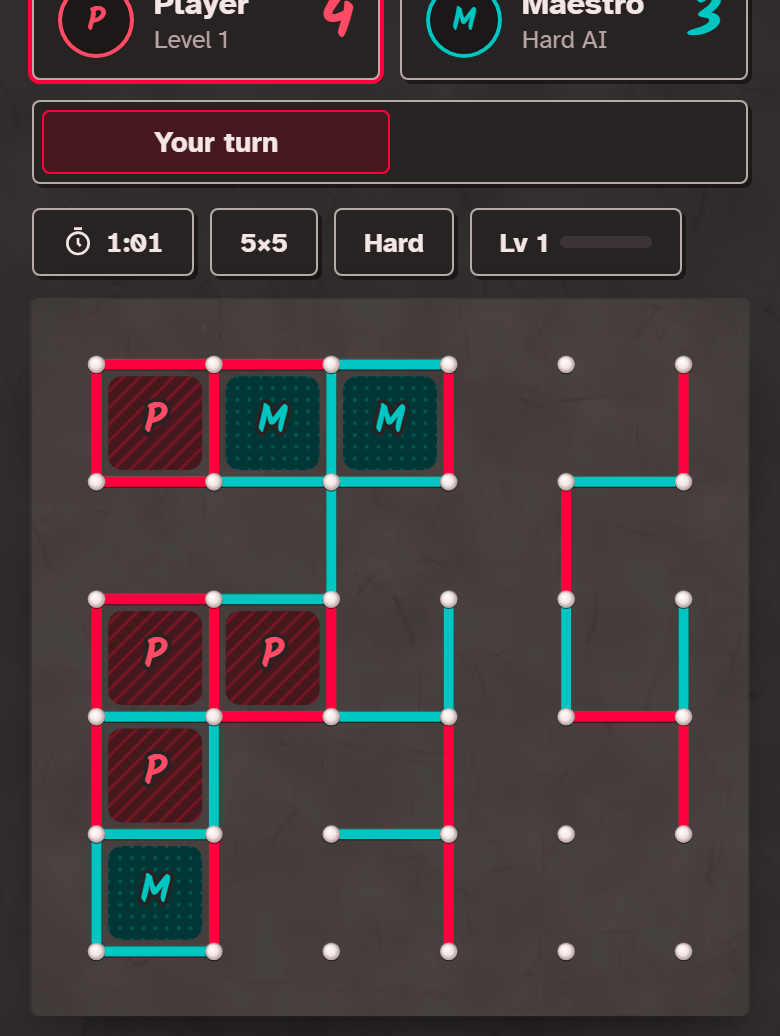 P Player 4
Level 1
M Maestro 3
Hard AI
Your turn
1:01 5×5 Hard Lv 1
P M M
P P
P
M